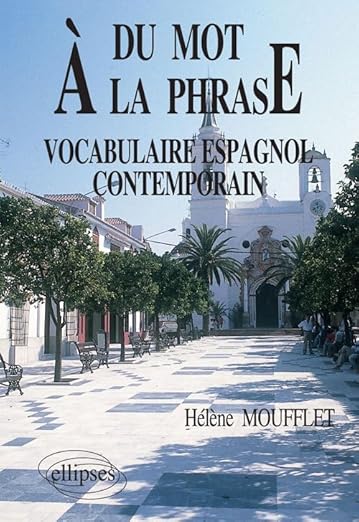 DU MOT
À LA PHRASE
VOCABULAIRE ESPAGNOL
CONTEMPORAIN
Hélène MOUFFLET
ellipses